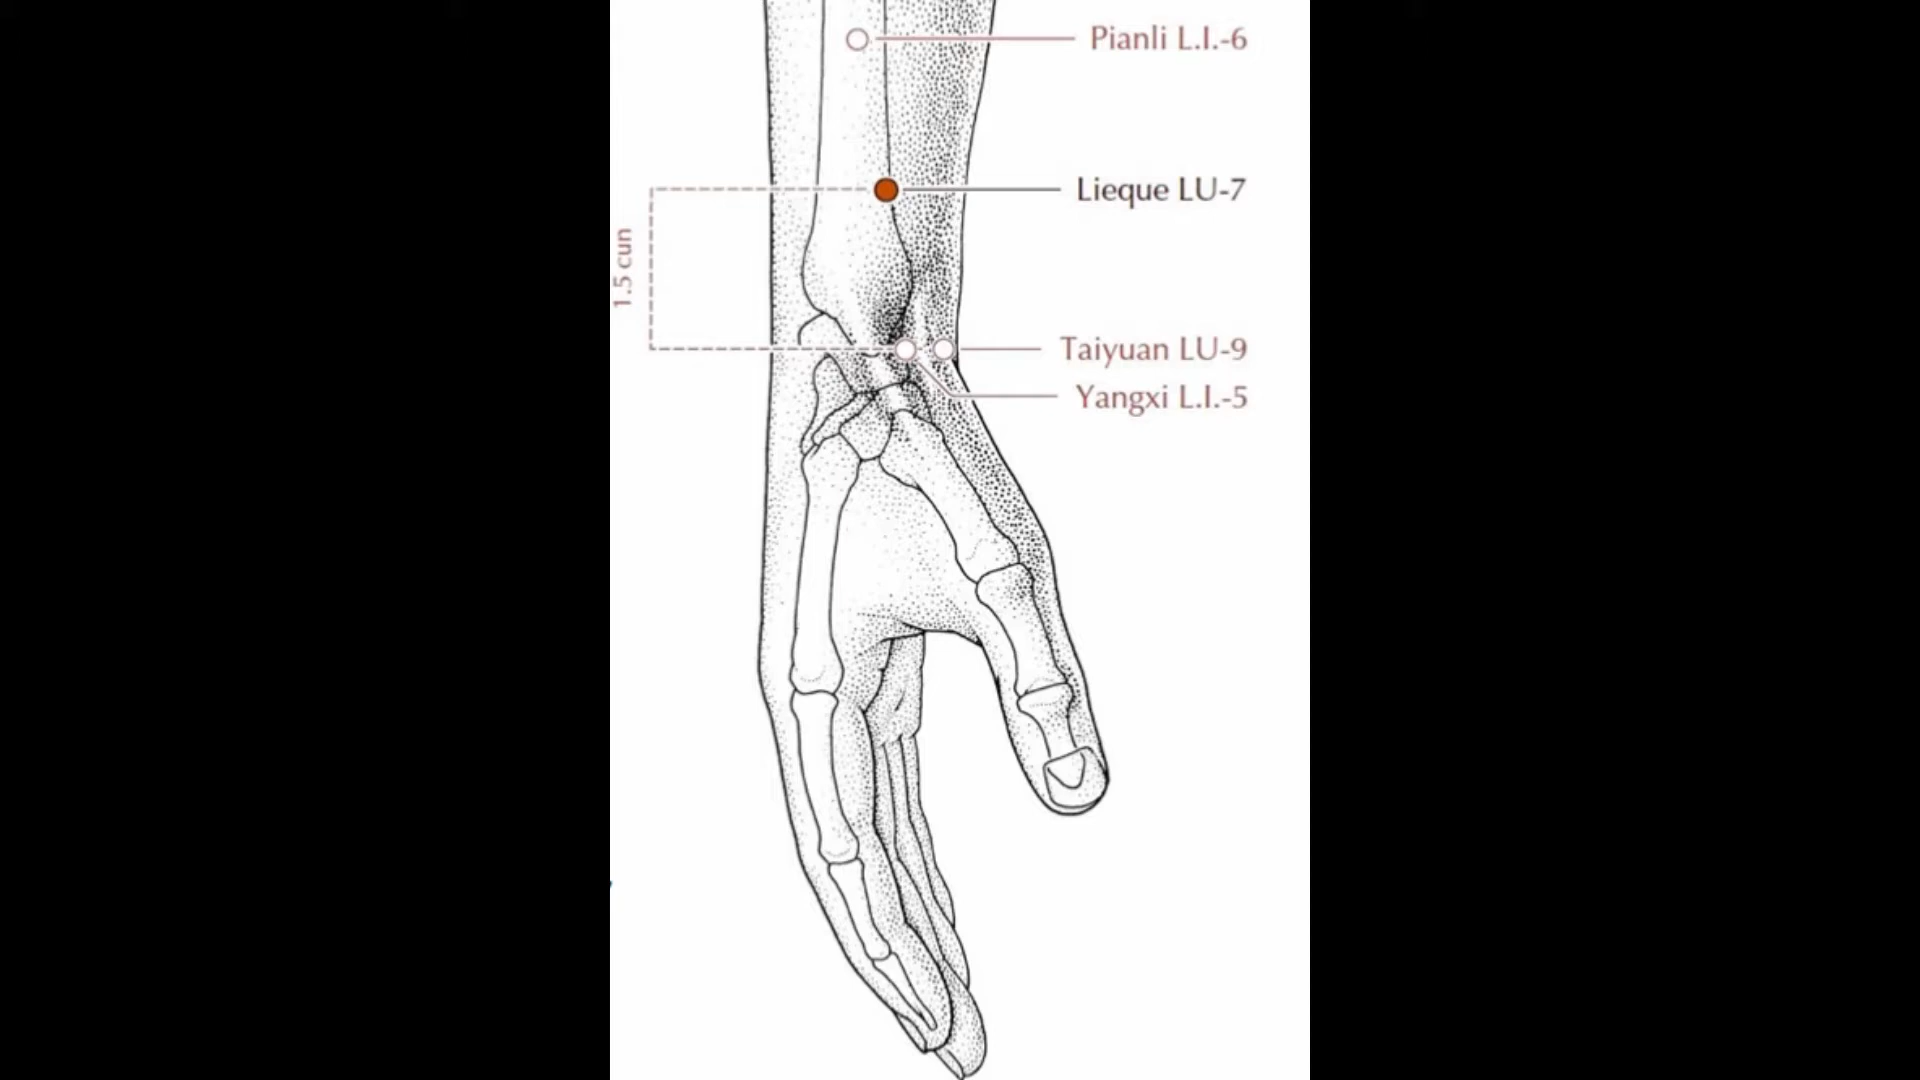 Pianli L.I.-6
Lieque LU-7
1.5 cun
Taiyuan LU-9
Yangxi L.I.-5